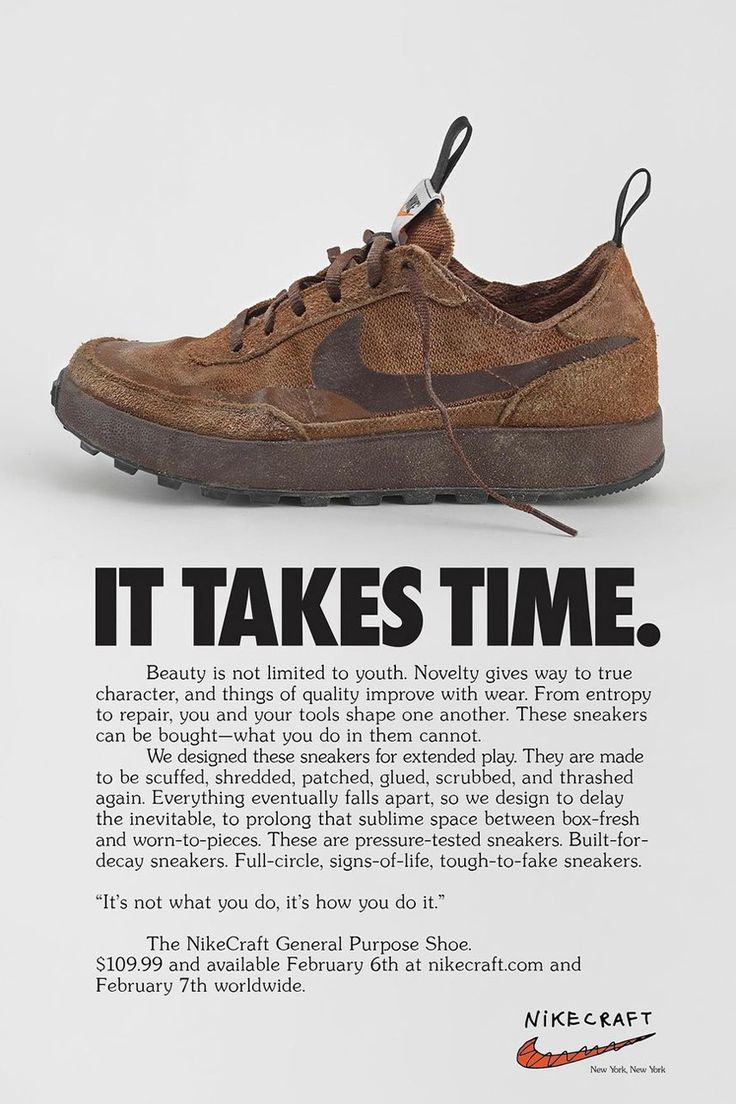 IT TAKES TIME.
Beauty is not limited to youth. Novelty gives way to true
character, and things of quality improve with wear. From entropy
to repair, you and your tools shape one another. These sneakers
can be bought—what you do in them cannot.
We designed these sneakers for extended play. They are made
to be scuffed, shredded, patched, glued, scrubbed, and thrashed
again. Everything eventually falls apart, so we design to delay
the inevitable, to prolong that sublime space between box-fresh
and worn-to-pieces. These are pressure-tested sneakers. Built-for-
decay sneakers. Full-circle, signs-of-life, tough-to-fake sneakers.
“It’s not what you do, it’s how you do it.”
The NikeCraft General Purpose Shoe.
$109.99 and available February 6th at nikecraft.com and
February 7th worldwide.
NiKECRAFT
New York, New York